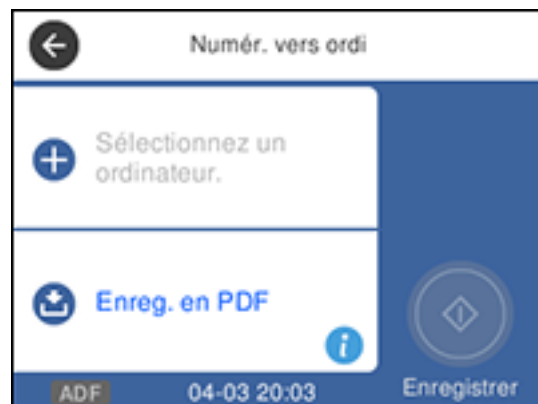 Numér. vers ordi
Sélectionnez un
ordinateur.
Enreg. en PDF
i
ADF 04-03 20:03
Enregistrer